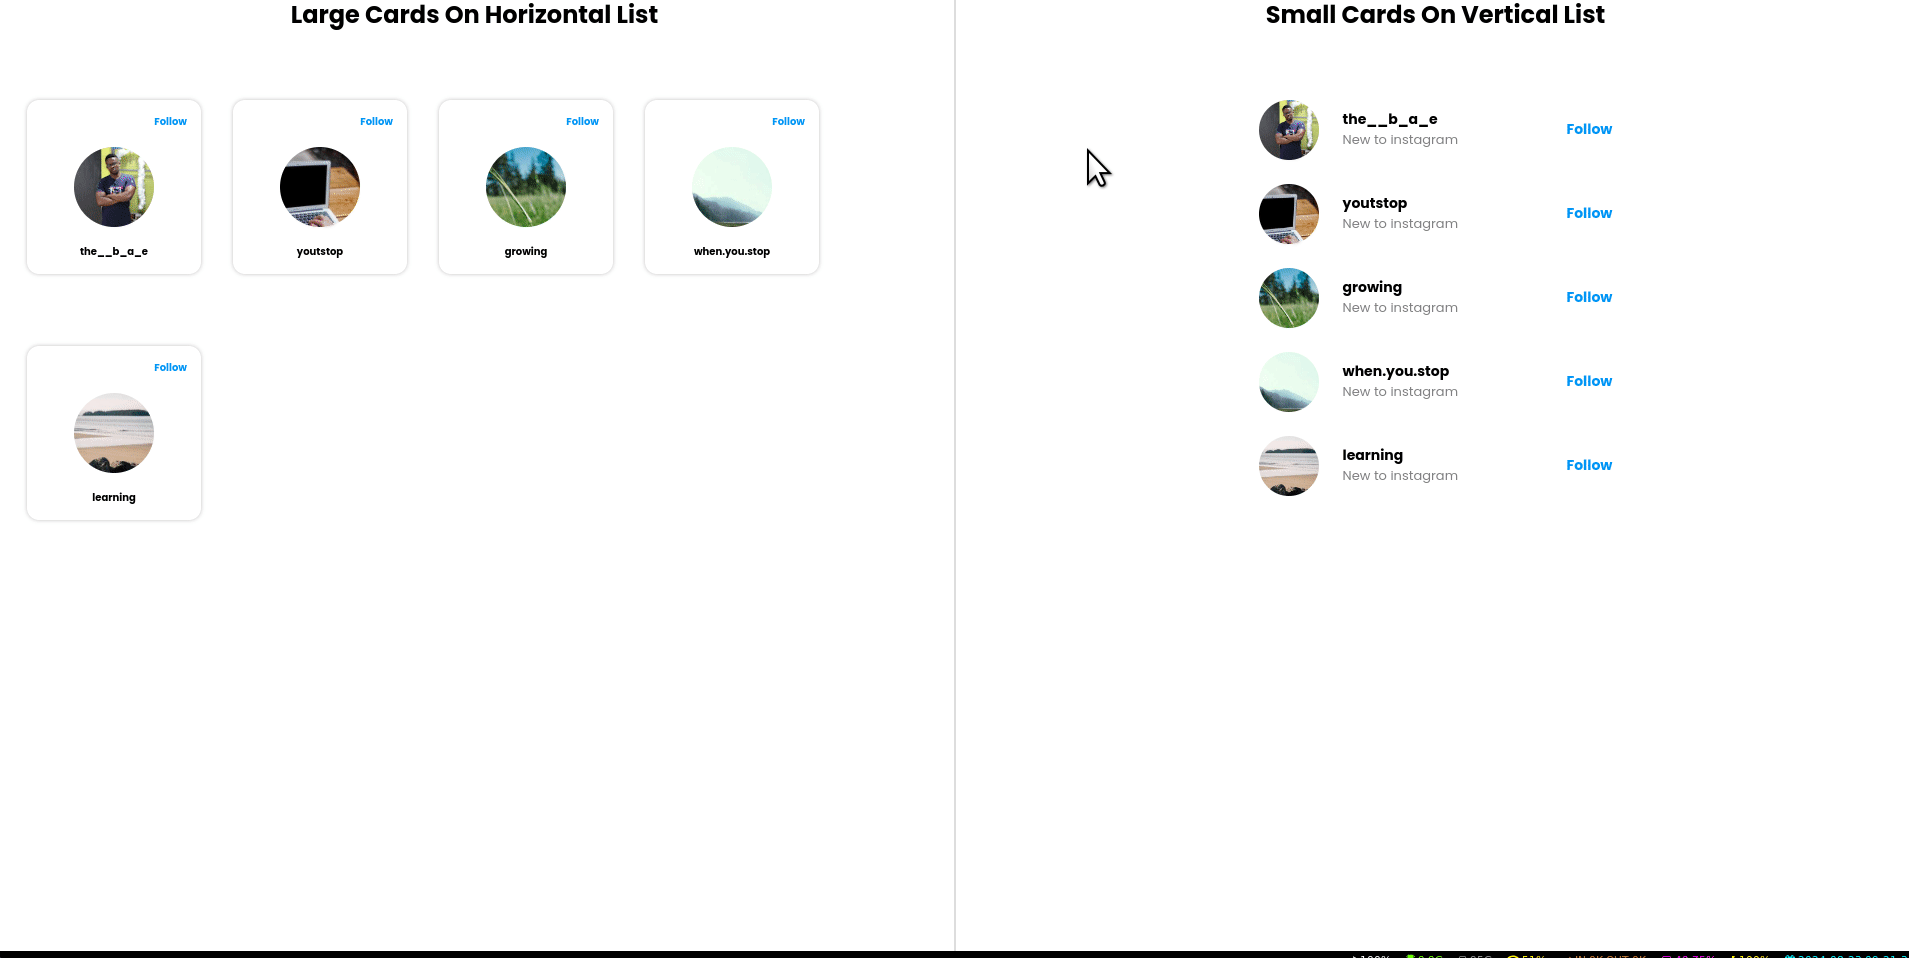 Large Cards On Horizontal List
Follow
the__b_a_e
Follow
youtstop
Follow
growing
Follow
when.you.stop
Follow
learning
Small Cards On Vertical List
the__b_a_e
New to instagram
Follow
youtstop
New to instagram
Follow
growing
New to instagram
Follow
when.you.stop
New to instagram
Follow
learning
New to instagram
Follow